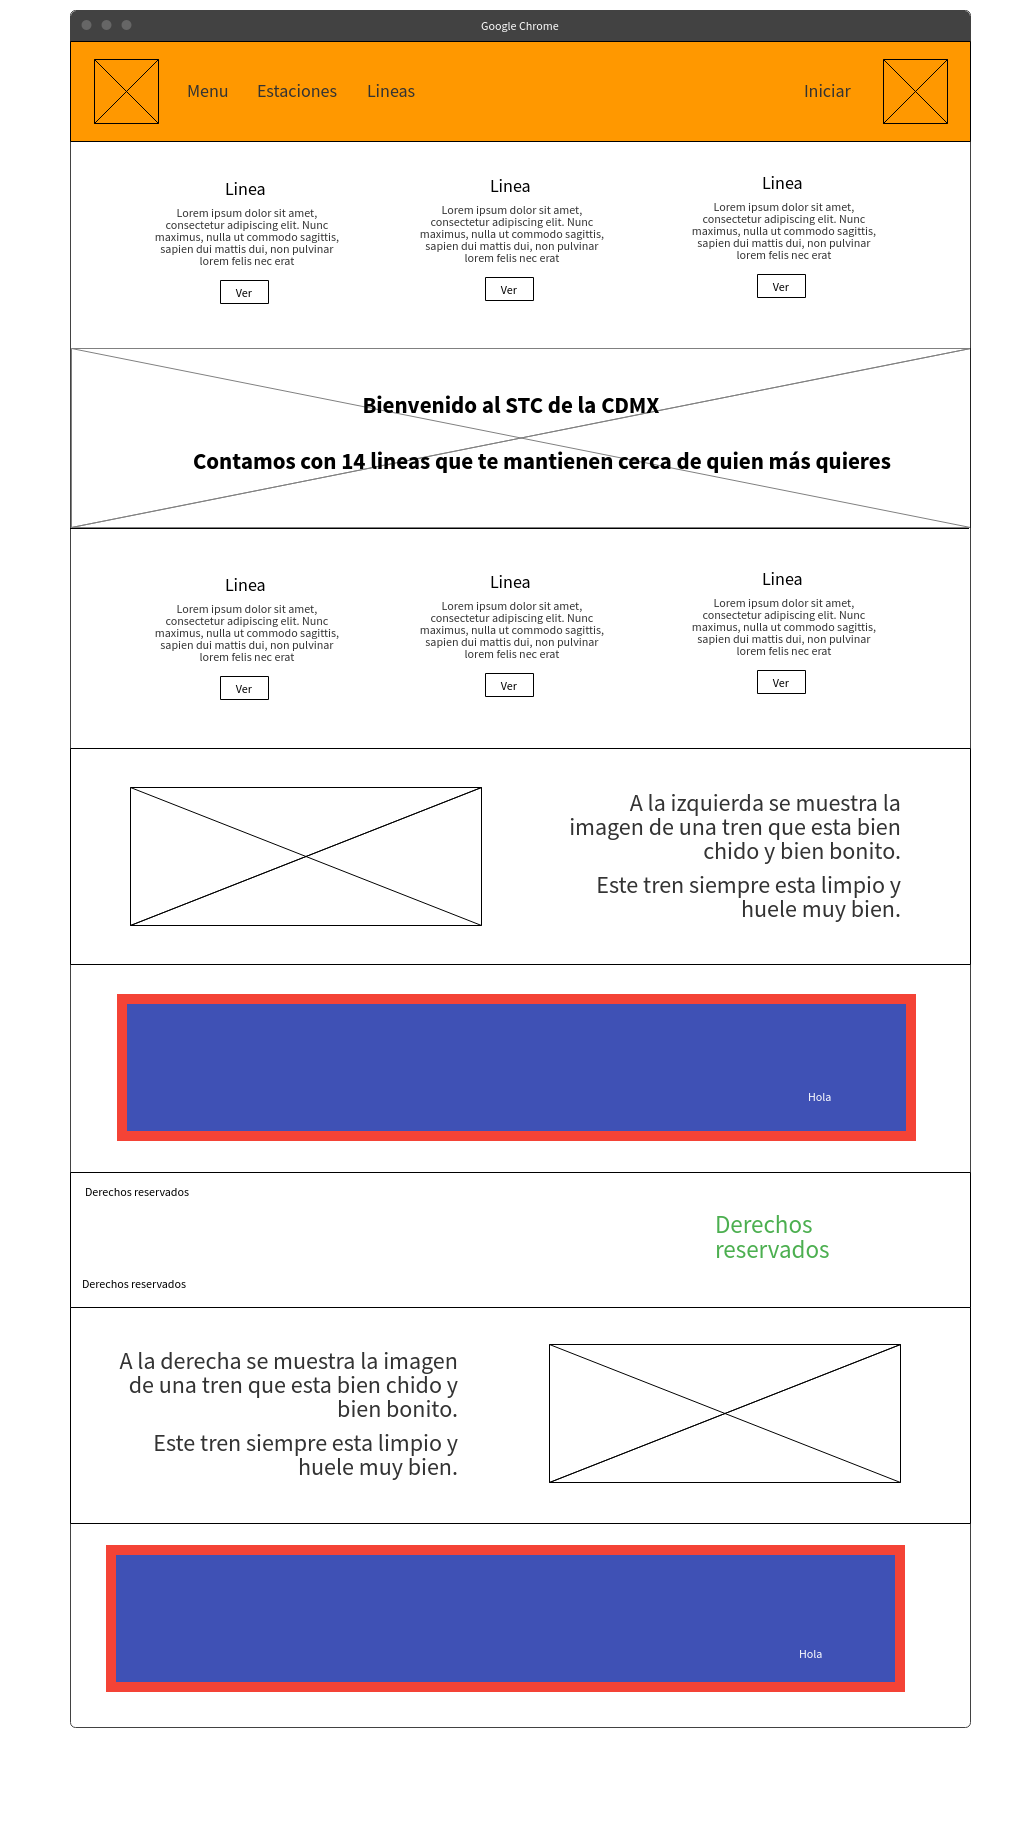 Google Chrome
Menu Estaciones Lineas Iniciar
Linea
Lorem ipsum dolor sit amet,
consectetur adipiscing elit. Nunc
maximus, nulla ut commodo sagittis,
sapien dui mattis dui, non pulvinar
lorem felis nec erat
Ver
Linea
Lorem ipsum dolor sit amet,
consectetur adipiscing elit. Nunc
maximus, nulla ut commodo sagittis,
sapien dui mattis dui, non pulvinar
lorem felis nec erat
Ver
Linea
Lorem ipsum dolor sit amet,
consectetur adipiscing elit. Nunc
maximus, nulla ut commodo sagittis,
sapien dui mattis dui, non pulvinar
lorem felis nec erat
Ver
Bienvenido al STC de la CDMX
Contamos con 14 lineas que te mantienen cerca de quien más quieres
Linea
Lorem ipsum dolor sit amet,
consectetur adipiscing elit. Nunc
maximus, nulla ut commodo sagittis,
sapien dui mattis dui, non pulvinar
lorem felis nec erat
Ver
Linea
Lorem ipsum dolor sit amet,
consectetur adipiscing elit. Nunc
maximus, nulla ut commodo sagittis,
sapien dui mattis dui, non pulvinar
lorem felis nec erat
Ver
Linea
Lorem ipsum dolor sit amet,
consectetur adipiscing elit. Nunc
maximus, nulla ut commodo sagittis,
sapien dui mattis dui, non pulvinar
lorem felis nec erat
Ver
A la izquierda se muestra la
imagen de una tren que esta bien
chido y bien bonito.
Este tren siempre esta limpio y
huele muy bien.
Hola
Derechos reservados
Derechos
reservados
Derechos reservados
A la derecha se muestra la imagen
de una tren que esta bien chido y
bien bonito.
Este tren siempre esta limpio y
huele muy bien.
Hola